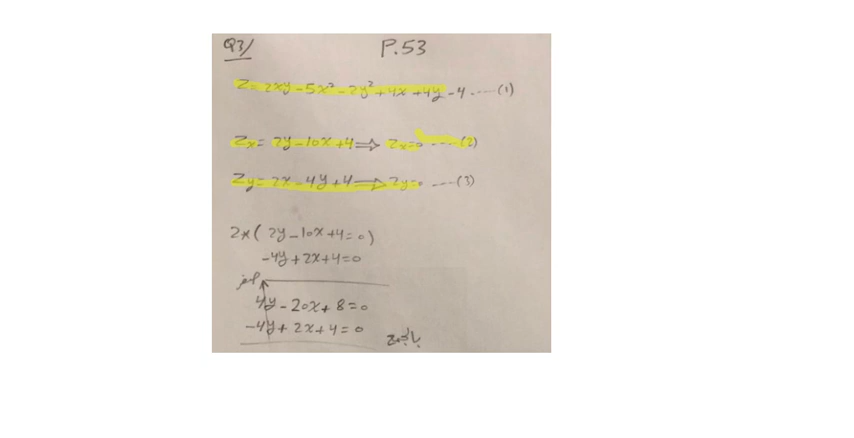 Q3/ P.53
Z = 2xy - 5x² - 2y² + 4x + 4y - 4 ----(1)
Zx = 2y - 10x + 4 ⇒ Zx=0 ----(2)
Zy = 2x - 4y + 4 ⇒ Zy=0 ----(3)
2x( 2y - 10x + 4 = 0 )
-4y + 2x + 4 = 0
4y - 20x + 8 = 0
-4y + 2x + 4 = 0